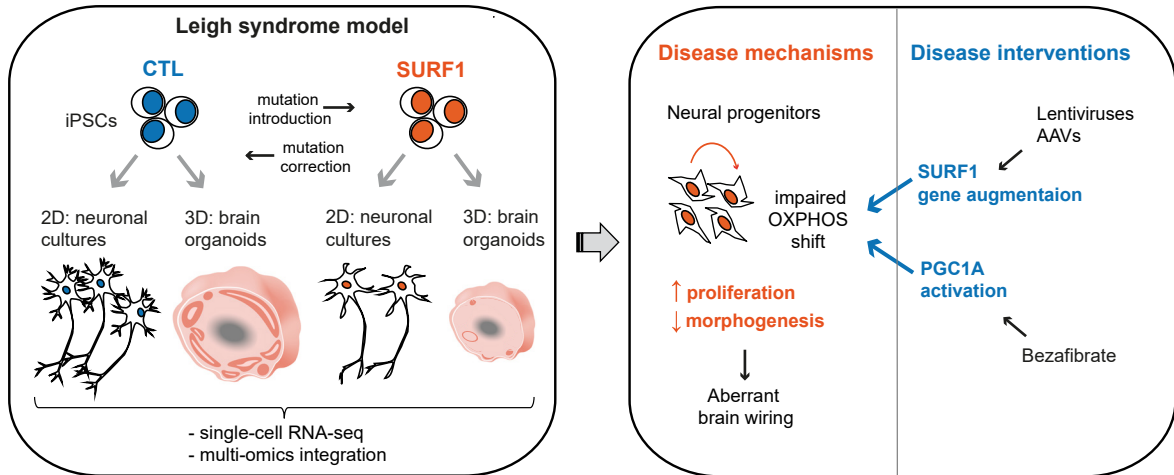 Leigh syndrome model
CTL
SURF1
iPSCs
mutation
introduction
mutation
correction
2D: neuronal
cultures
3D: brain
organoids
2D: neuronal
cultures
3D: brain
organoids
- single-cell RNA-seq
- multi-omics integration
Disease mechanisms
Neural progenitors
impaired
OXPHOS
shift
↑ proliferation
↓ morphogenesis
Aberrant
brain wiring
Disease interventions
Lentiviruses
AAVs
SURF1
gene augmentaion
PGC1A
activation
Bezafibrate